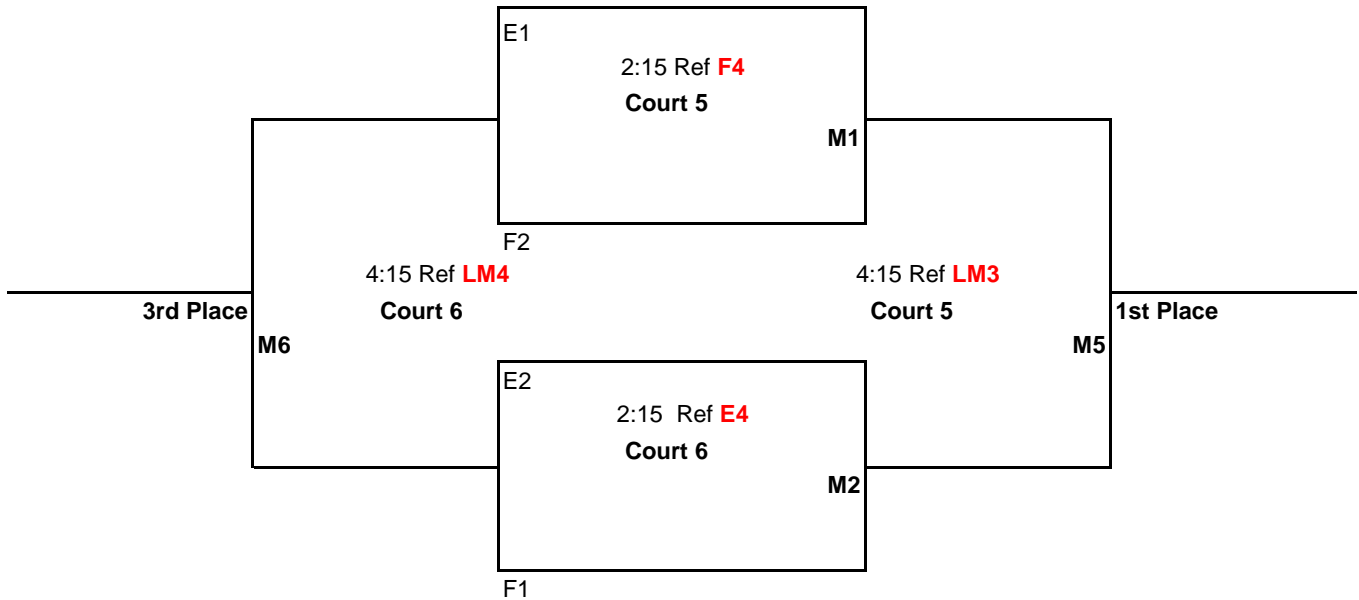 E1
2:15 Ref F4
Court 5
M1
F2
4:15 Ref LM4
4:15 Ref LM3
3rd Place
Court 6
Court 5
1st Place
M6
M5
E2
2:15 Ref E4
Court 6
M2
F1